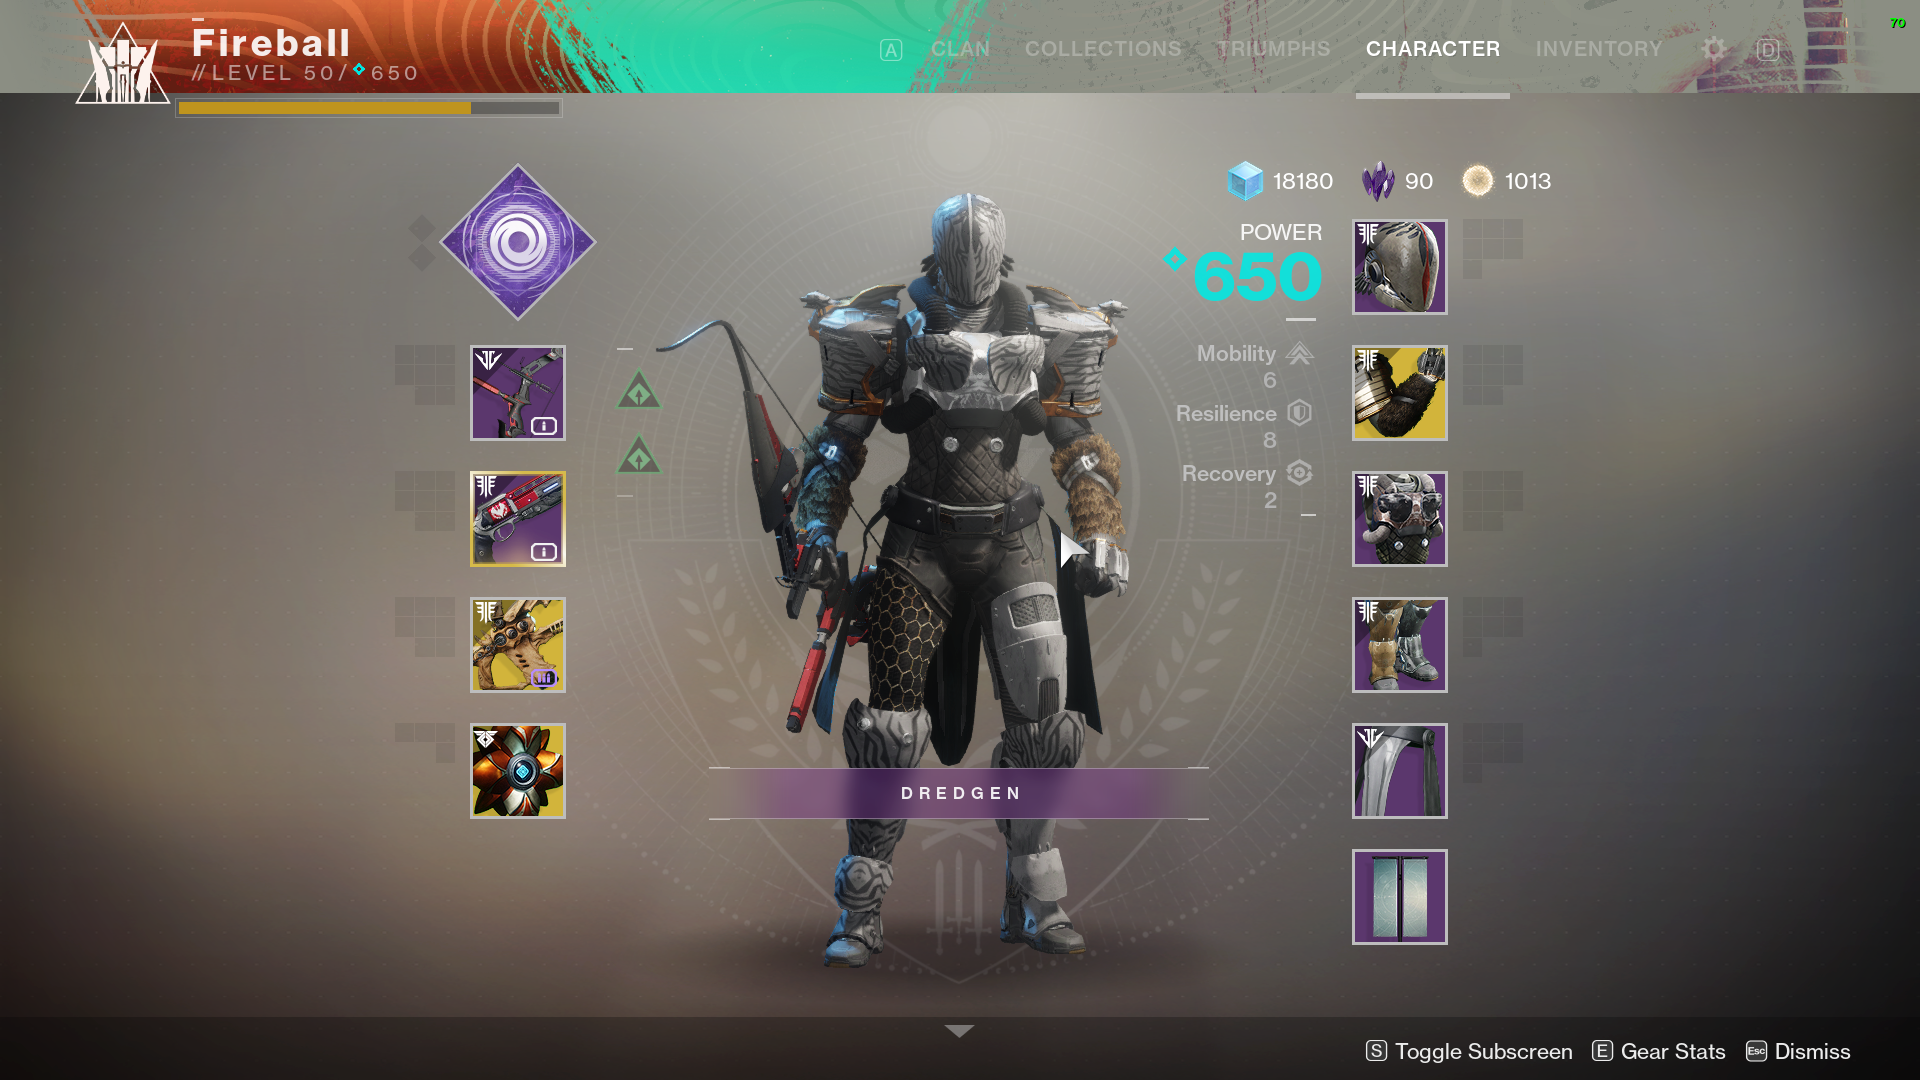 70
Fireball
//LEVEL 50/ 650
A CLAN COLLECTIONS TRIUMPHS CHARACTER INVENTORY D
18180 90 1013
POWER
650
Mobility
6
Resilience
8
Recovery
2
DREDGEN
S Toggle Subscreen E Gear Stats Esc Dismiss